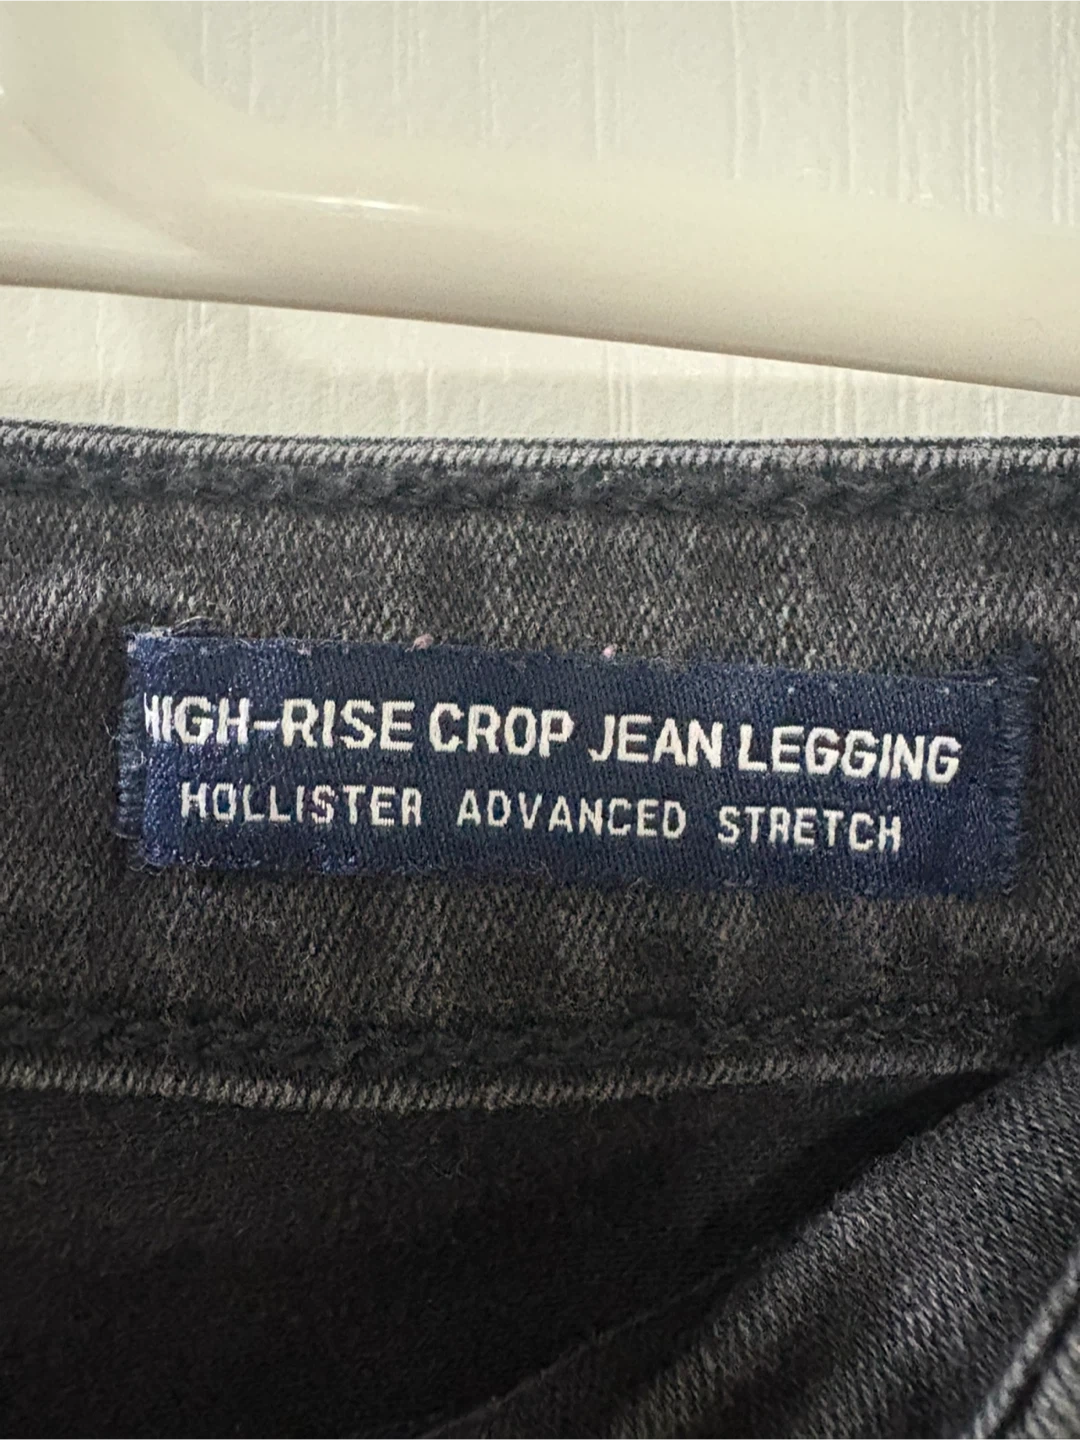 HIGH-RISE CROP JEAN LEGGING
HOLLISTER ADVANCED STRETCH